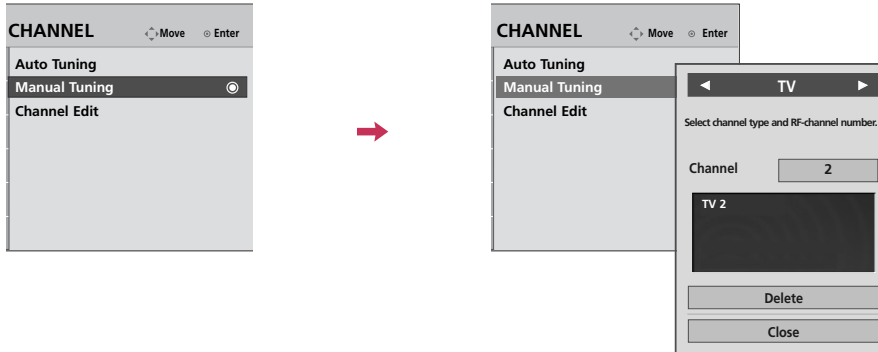 CHANNEL Move Enter
Auto Tuning
Manual Tuning
Channel Edit
CHANNEL Move Enter
Auto Tuning
Manual Tuning
Channel Edit
TV
Select channel type and RF-channel number.
Channel 2
TV 2
Delete
Close